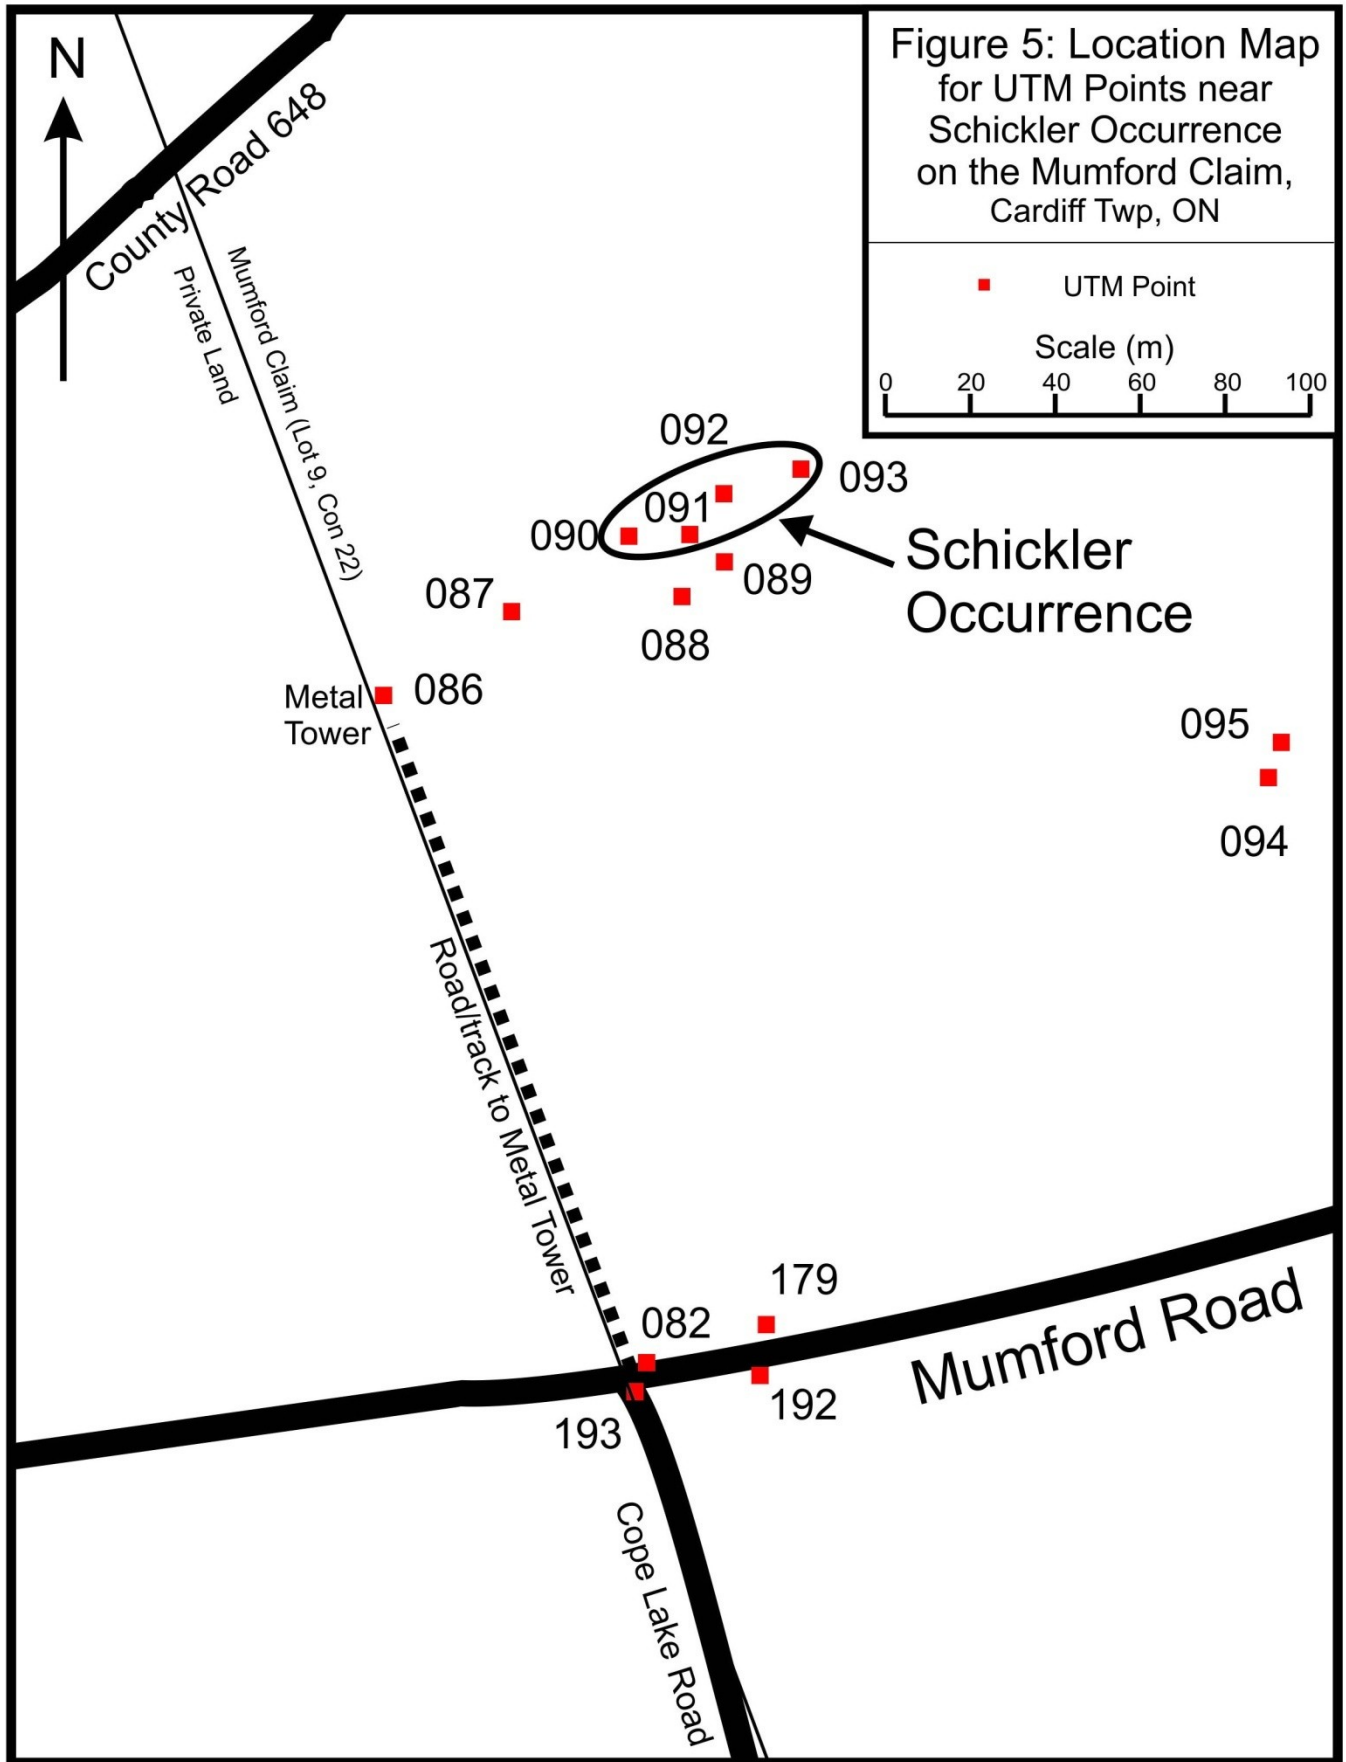 N
Figure 5: Location Map
for UTM Points near
Schickler Occurrence
on the Mumford Claim,
Cardiff Twp, ON
UTM Point
Scale (m)
0 20 40 60 80 100
County Road 648
Mumford Claim (Lot 9, Con 22)
Private Land
092
093
091
090
089
Schickler
Occurrence
087
088
086
Metal
Tower
095
094
Road/track to Metal Tower
179
082
Mumford Road
192
193
Cope Lake Road